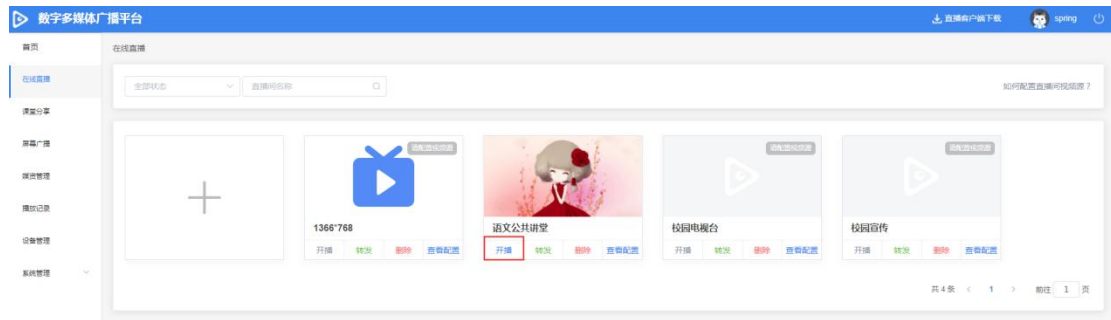 数字多媒体广播平台
直播客户端下载
spring
首页
在线直播
在线直播
全部状态
直播间名称
如何配置直播间视频源？
课堂分享
屏幕广播
媒资管理
播放记录
设备管理
系统管理
请配置视频源
请配置视频源
请配置视频源
1366*768
语文公共讲堂
校园电视台
校园宣传
开播 转发 删除 查看配置
开播 转发 删除 查看配置
开播 转发 删除 查看配置
开播 转发 删除 查看配置
共 4 条 < 1 > 前往 1 页